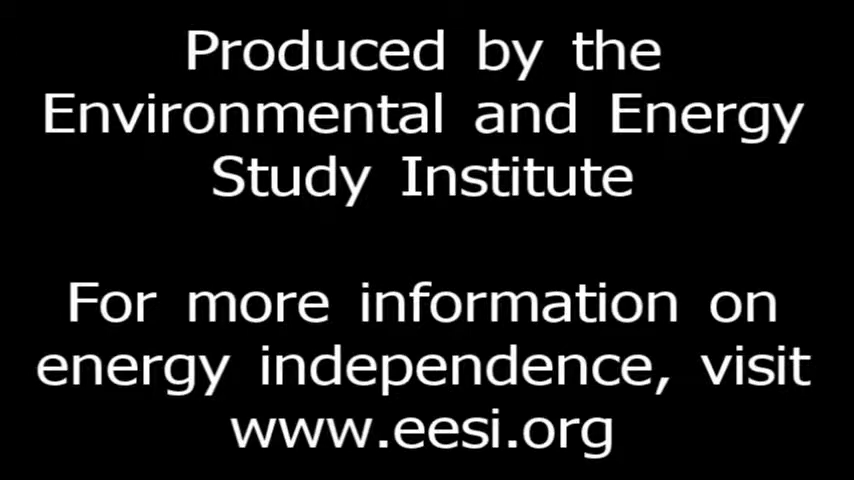 Produced by the
Environmental and Energy
Study Institute
For more information on
energy independence, visit
www.eesi.org